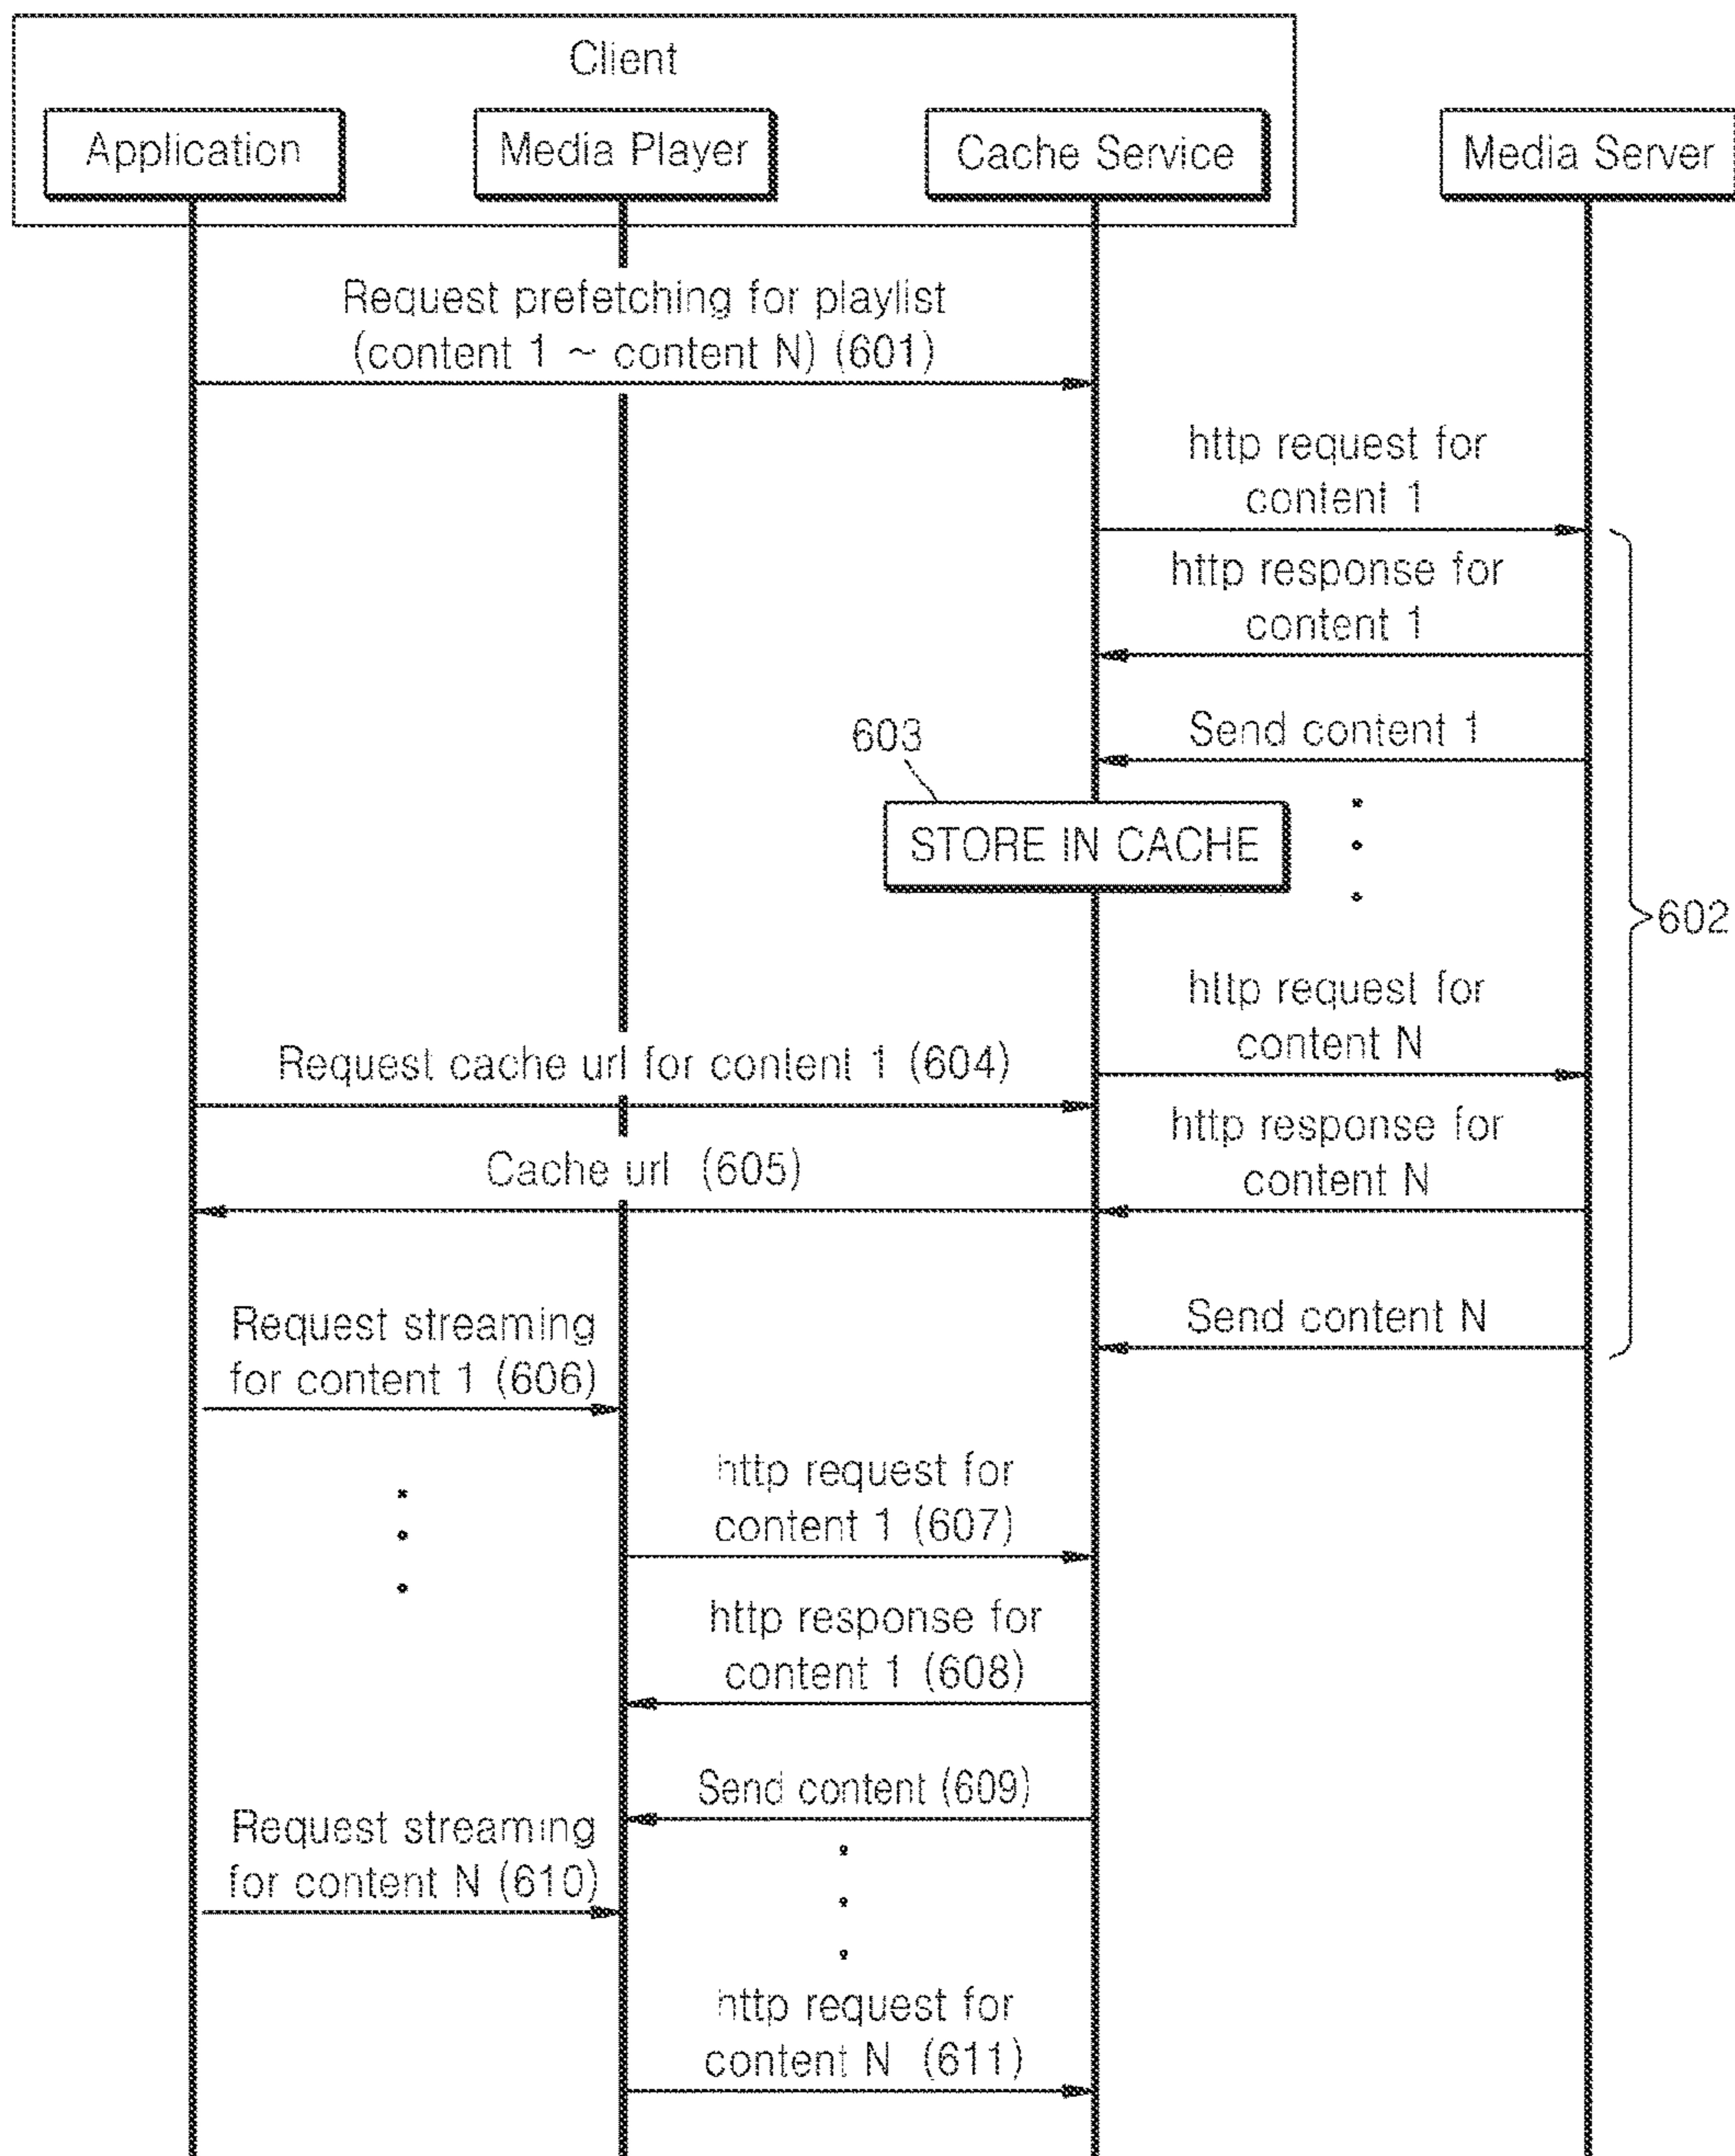 Client
Application
Media Player
Cache Service
Media Server
Request prefetching for playlist
(content 1 ~ content N) (601)
http request for
content 1
http response for
content 1
Send content 1
603
STORE IN CACHE
602
http request for
content N
Request cache url for content 1 (604)
http response for
content N
Cache url (605)
Send content N
Request streaming
for content 1 (606)
http request for
content 1 (607)
http response for
content 1 (608)
Send content (609)
Request streaming
for content N (610)
http request for
content N (611)